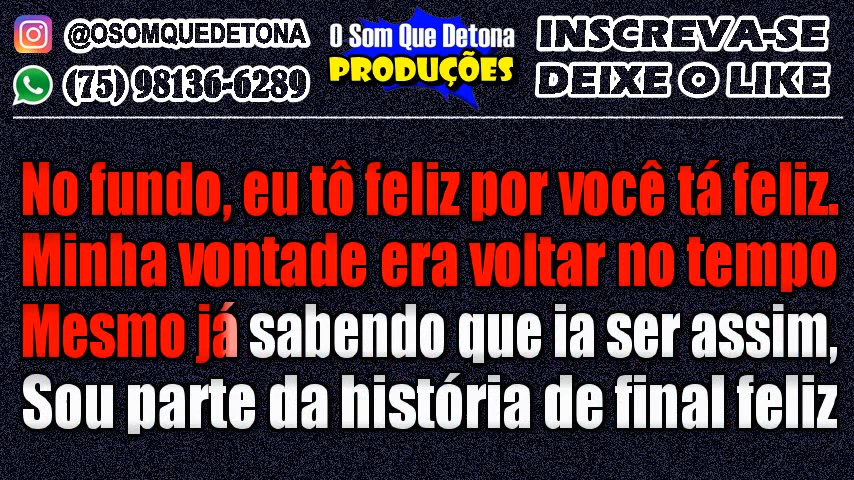 @OSOMQUEDETONA
(75) 98136-6289
O Som Que Detona
PRODUÇÕES
INSCREVA-SE
DEIXE O LIKE
No fundo, eu tô feliz por você tá feliz.
Minha vontade era voltar no tempo
Mesmo já sabendo que ia ser assim,
Sou parte da história de final feliz